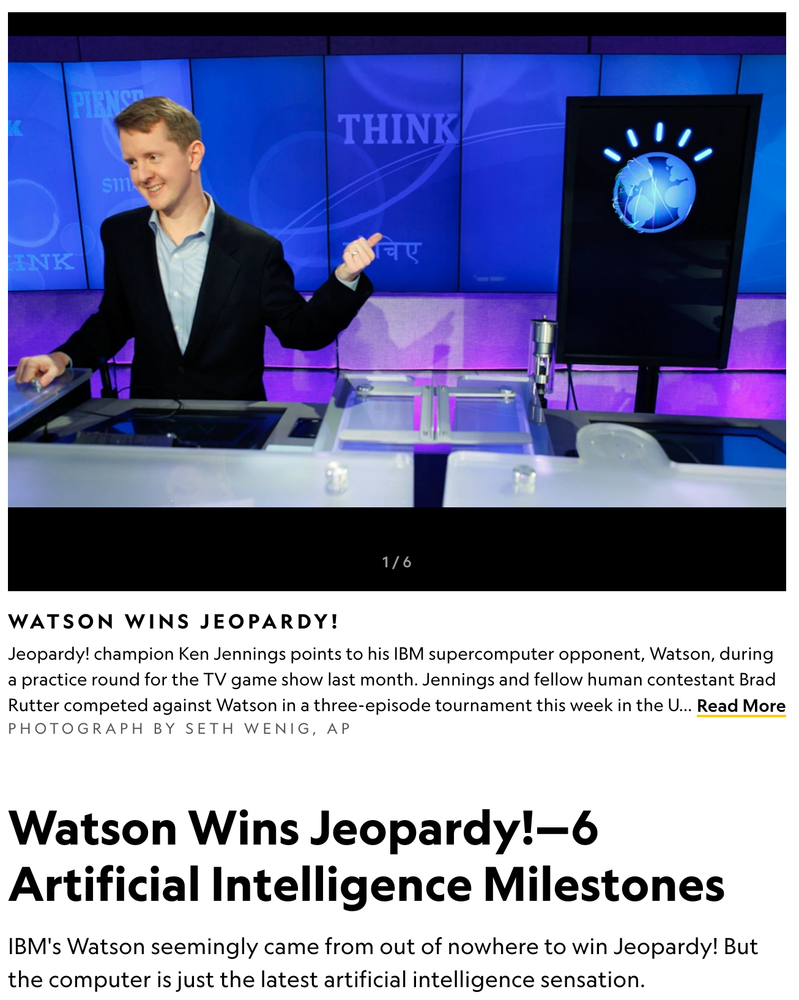 PIENSE
THINK
INK
1/6
WATSON WINS JEOPARDY!
Jeopardy! champion Ken Jennings points to his IBM supercomputer opponent, Watson, during
a practice round for the TV game show last month. Jennings and fellow human contestant Brad
Rutter competed against Watson in a three-episode tournament this week in the U... Read More
PHOTOGRAPH BY SETH WENIG, AP
Watson Wins Jeopardy!—6
Artificial Intelligence Milestones
IBM's Watson seemingly came from out of nowhere to win Jeopardy! But
the computer is just the latest artificial intelligence sensation.